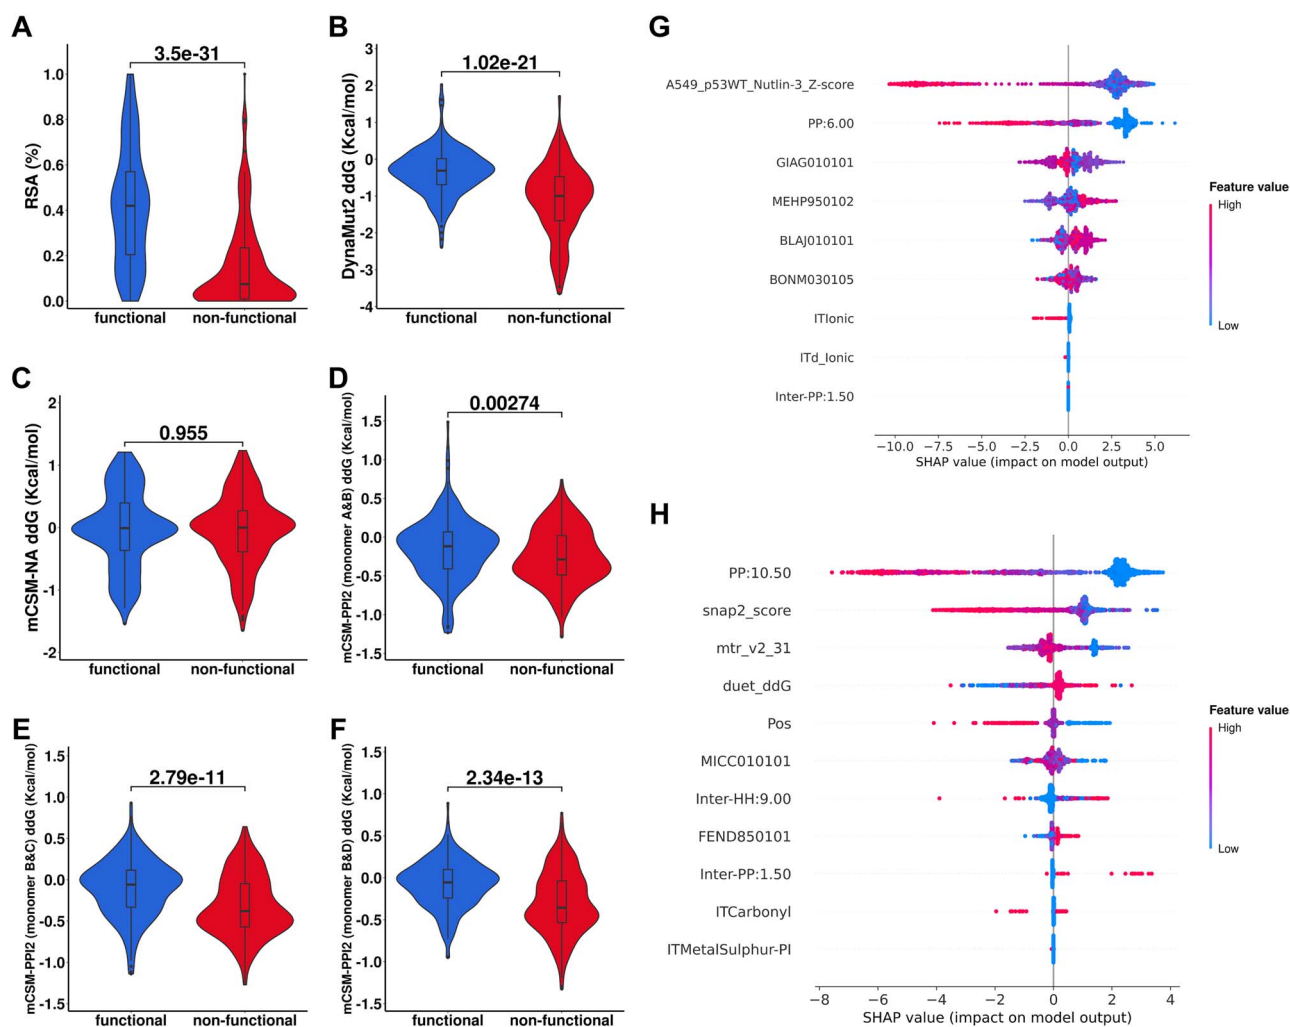 A
3.5e-31
RSA (%)
1.0
0.8
0.6
0.4
0.2
0.0
functional non-functional
B
1.02e-21
DynaMut2 ddG (Kcal/mol)
3
2
1
0
-1
-2
-3
-4
functional non-functional
C
0.955
mCSM-NA ddG (Kcal/mol)
2
1
0
-1
-2
functional non-functional
D
0.00274
mCSM-PPI2 (monomer A&B) ddG (Kcal/mol)
1.5
1.0
0.5
0.0
-0.5
-1.0
-1.5
functional non-functional
E
2.79e-11
mCSM-PPI2 (monomer B&C) ddG (Kcal/mol)
1.5
1.0
0.5
0.0
-0.5
-1.0
-1.5
functional non-functional
F
2.34e-13
mCSM-PPI2 (monomer B&D) ddG (Kcal/mol)
1.5
1.0
0.5
0.0
-0.5
-1.0
-1.5
functional non-functional
G
A549_p53WT_Nutlin-3_Z-score
PP:6.00
GIAG010101
MEHP950102
BLAJ010101
BONM030105
ITIonic
ITd_Ionic
Inter-PP:1.50
−10.0 −7.5 −5.0 −2.5 0.0 2.5 5.0
SHAP value (impact on model output)
Feature value
High
Low
H
PP:10.50
snap2_score
mtr_v2_31
duet_ddG
Pos
MICC010101
Inter-HH:9.00
FEND850101
Inter-PP:1.50
ITCarbonyl
ITMetalSulphur-PI
−8 −6 −4 −2 0 2 4
SHAP value (impact on model output)
Feature value
High
Low